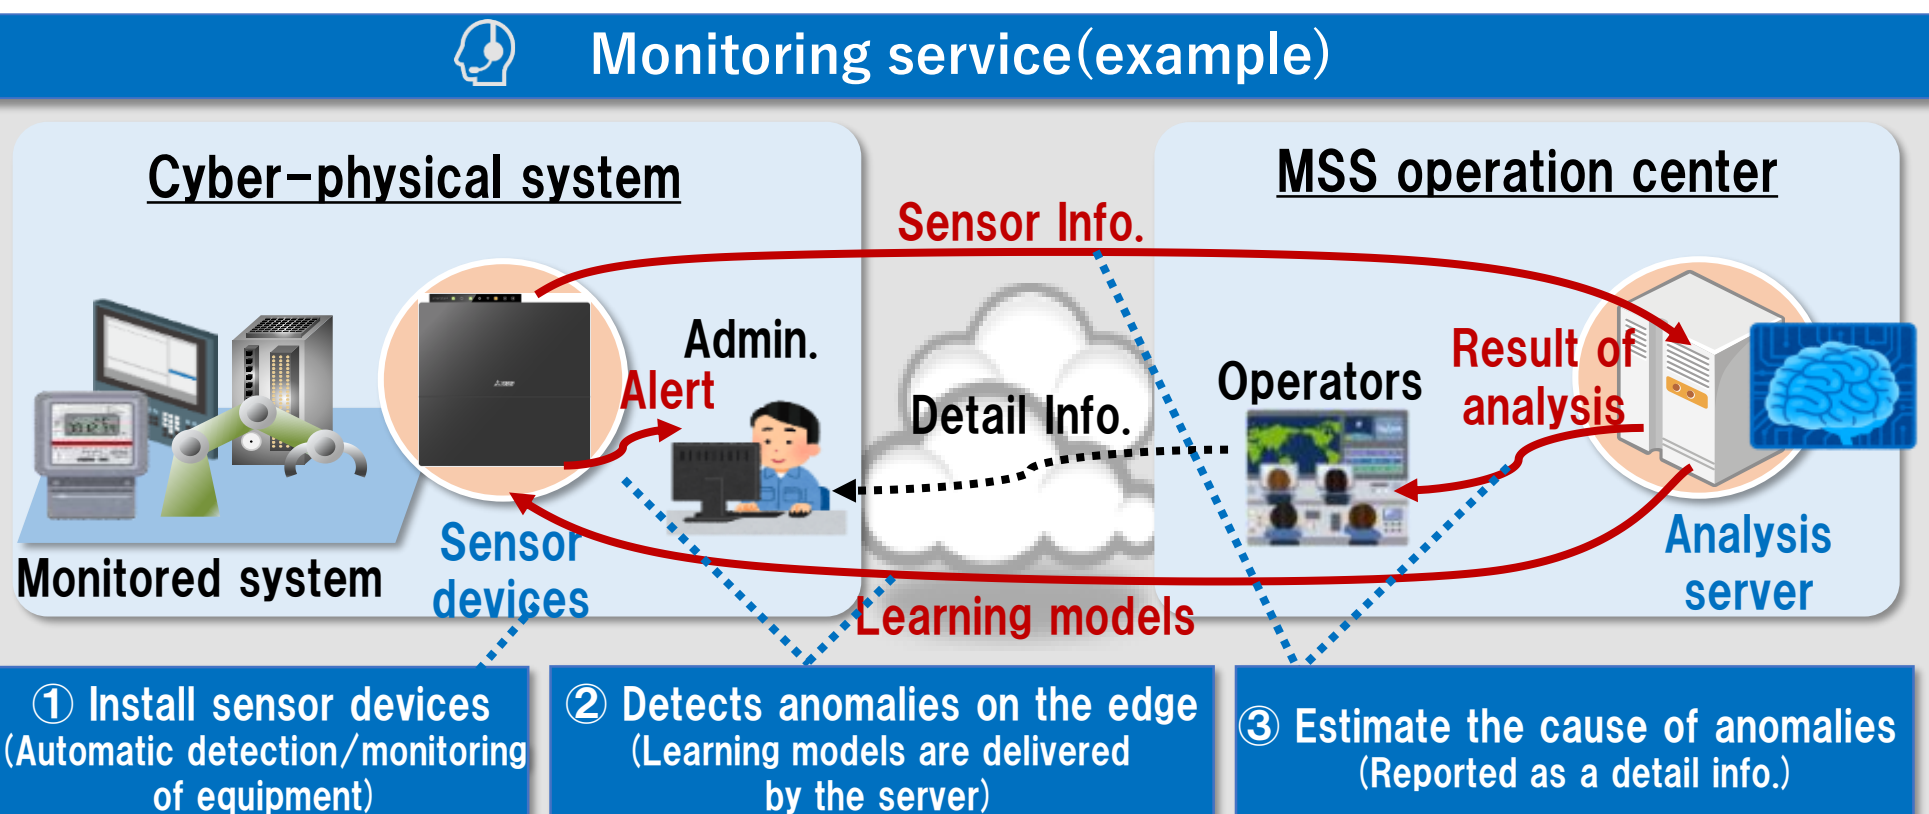 Monitoring service(example)
Cyber-physical system
MSS operation center
Sensor Info.
Admin.
Alert
Detail Info.
Operators
Result of
analysis
Monitored system
Sensor
devices
Learning models
Analysis
server
① Install sensor devices
(Automatic detection/monitoring
of equipment)
② Detects anomalies on the edge
(Learning models are delivered
by the server)
③ Estimate the cause of anomalies
(Reported as a detail info.)